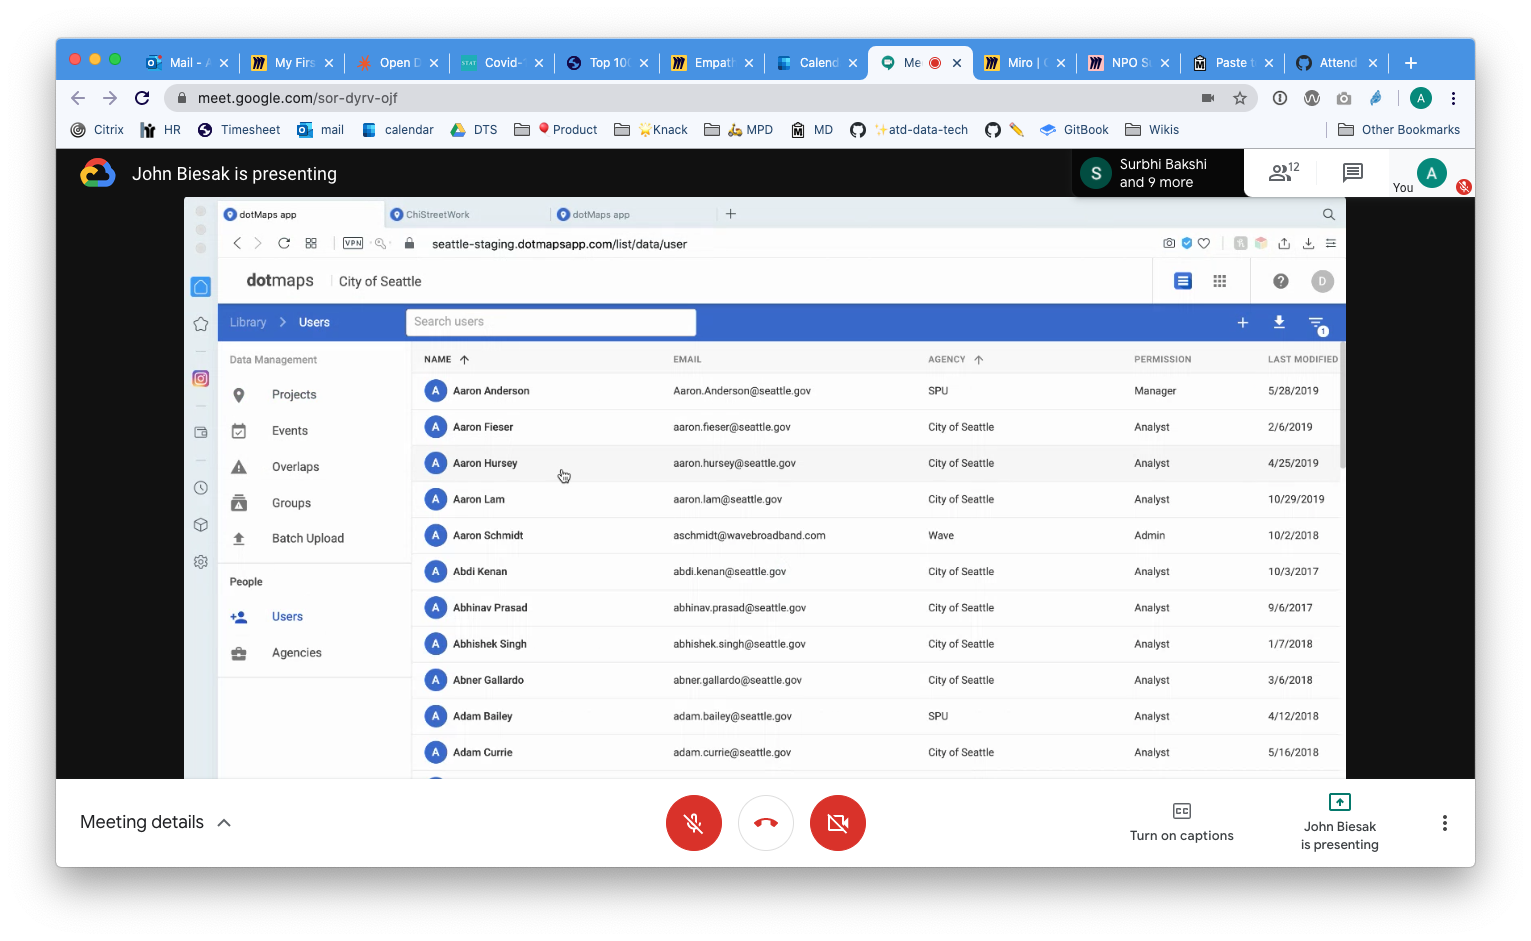 Mail - A My Firs Open D STAT Covid- Top 100 Empath Calend Me Miro | C NPO Su Paste t Attend
meet.google.com/sor-dyrv-ojf A
Citrix HR Timesheet mail calendar DTS Product Knack MPD MD atd-data-tech GitBook Wikis Other Bookmarks
John Biesak is presenting
S Surbhi Bakshi
and 9 more
12
You A
dotMaps app ChiStreetWork dotMaps app
VPN seattle-staging.dotmapsapp.com/list/data/user
dotmaps City of Seattle D
Library Users Search users 1
Data Management
Projects
Events
Overlaps
Groups
Batch Upload
People
Users
Agencies
NAME EMAIL AGENCY PERMISSION LAST MODIFIED
A Aaron Anderson Aaron.Anderson@seattle.gov SPU Manager 5/28/2019
A Aaron Fieser aaron.fieser@seattle.gov City of Seattle Analyst 2/6/2019
A Aaron Hursey aaron.hursey@seattle.gov City of Seattle Analyst 4/25/2019
A Aaron Lam aaron.lam@seattle.gov City of Seattle Analyst 10/29/2019
A Aaron Schmidt aschmidt@wavebroadband.com Wave Admin 10/2/2018
A Abdi Kenan abdi.kenan@seattle.gov City of Seattle Analyst 10/3/2017
A Abhinav Prasad abhinav.prasad@seattle.gov City of Seattle Analyst 9/6/2017
A Abhishek Singh abhishek.singh@seattle.gov City of Seattle Analyst 1/7/2018
A Abner Gallardo abner.gallardo@seattle.gov City of Seattle Analyst 3/6/2018
A Adam Bailey adam.bailey@seattle.gov SPU Analyst 4/12/2018
A Adam Currie adam.currie@seattle.gov City of Seattle Analyst 5/16/2018
Meeting details
CC
Turn on captions
John Biesak
is presenting